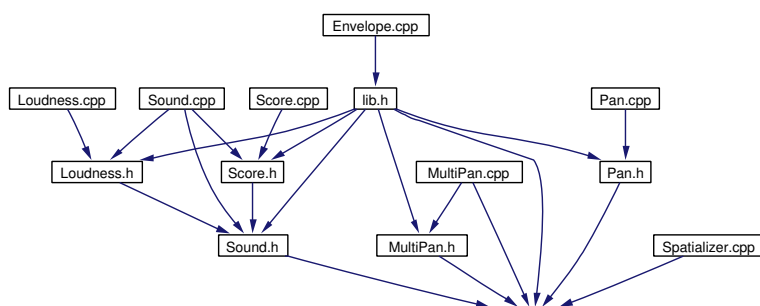 Envelope.cpp
Loudness.cpp
Sound.cpp
Score.cpp
lib.h
Pan.cpp
Loudness.h
Score.h
MultiPan.cpp
Pan.h
Sound.h
MultiPan.h
Spatializer.cpp